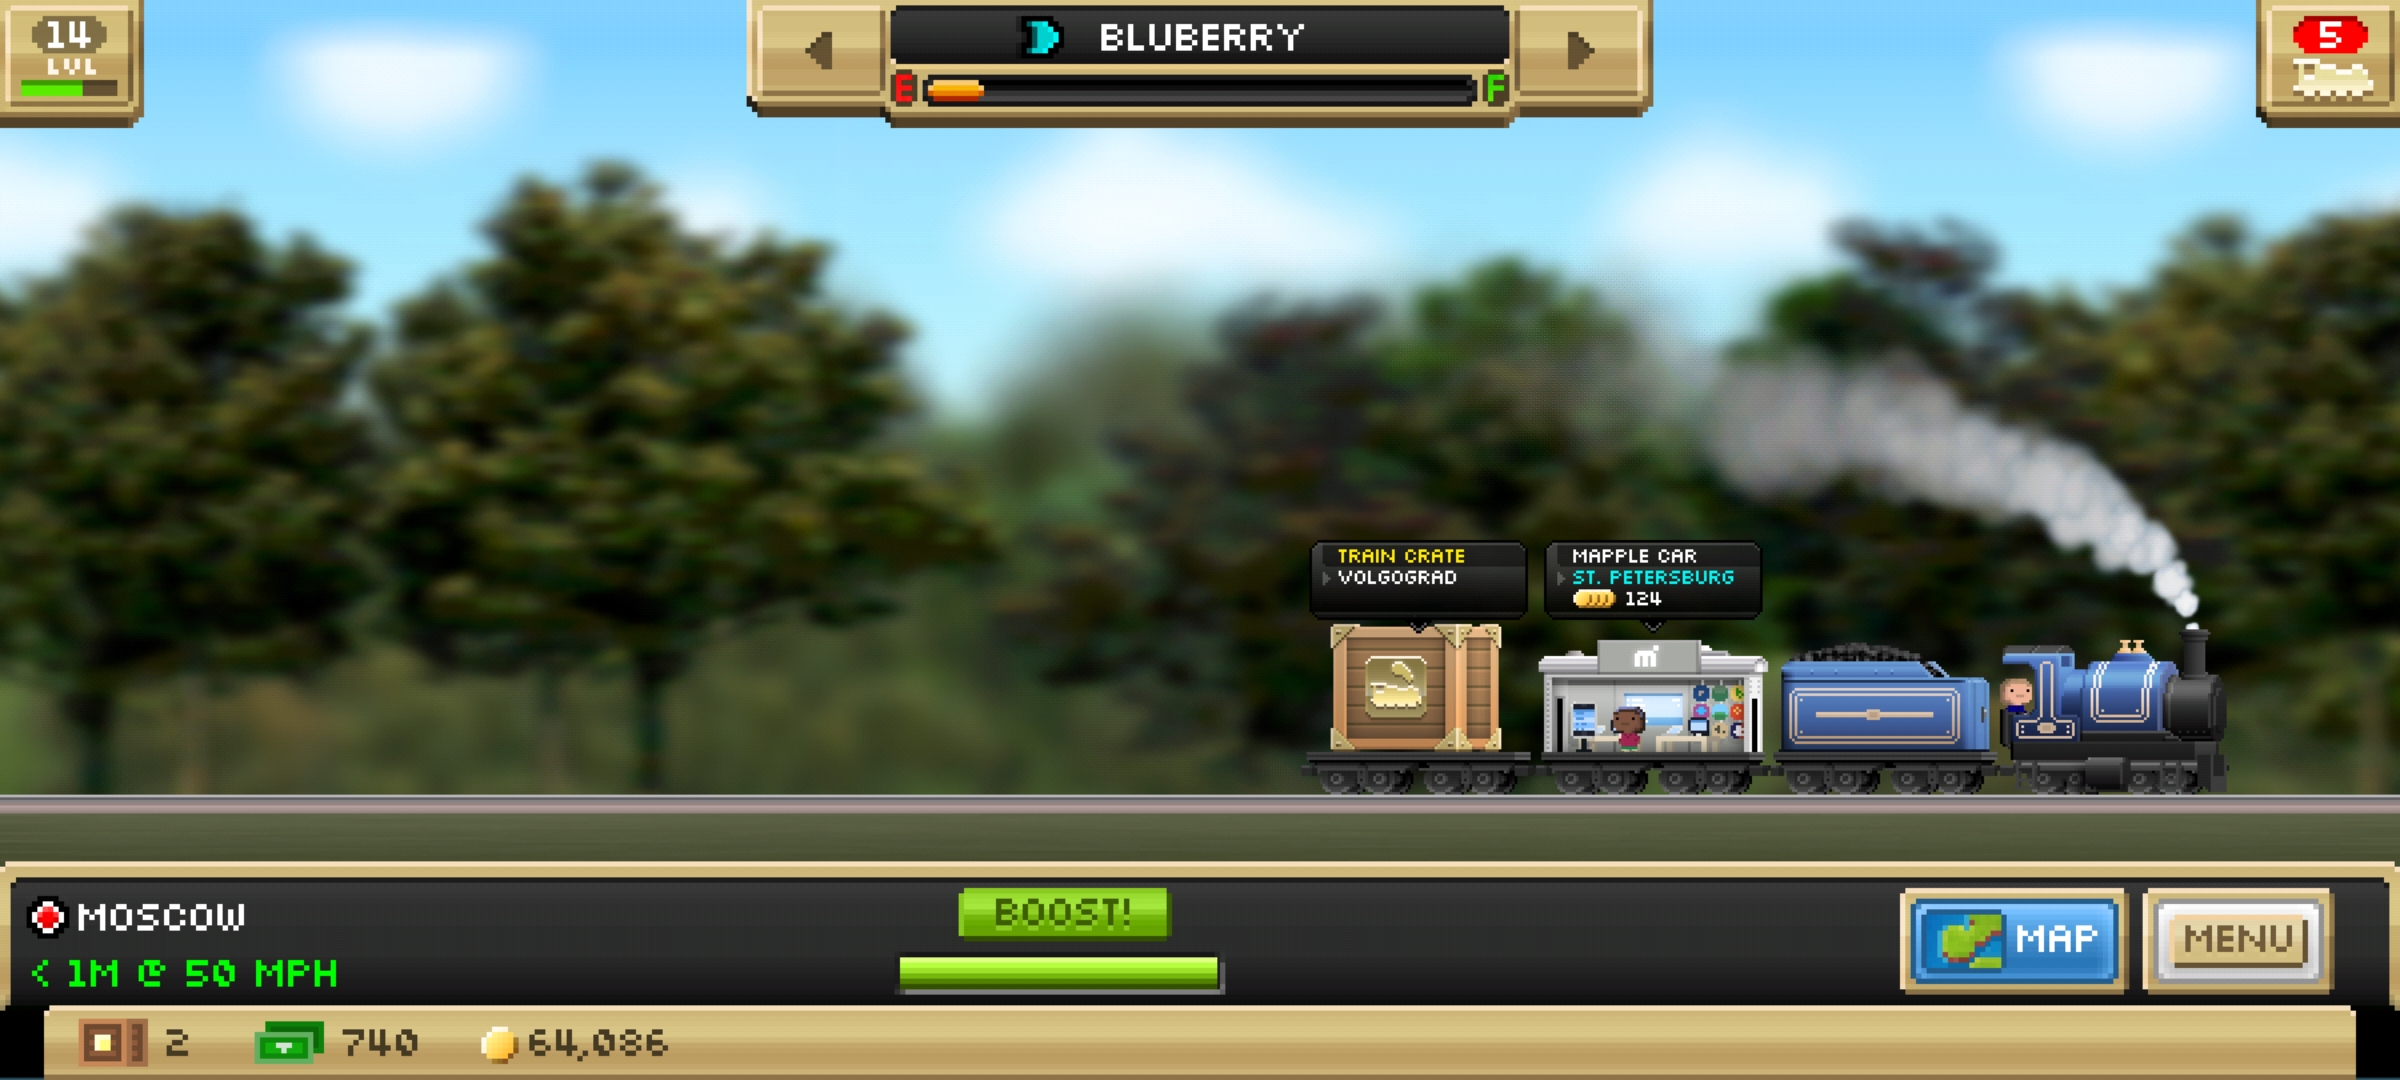 14
LVL
BLUBERRY
E
F
5
TRAIN CRATE
VOLGOGRAD
MAPPLE CAR
ST. PETERSBURG
124
m
MOSCOW
< 1M @ 50 MPH
BOOST!
MAP
MENU
2
740
64,086